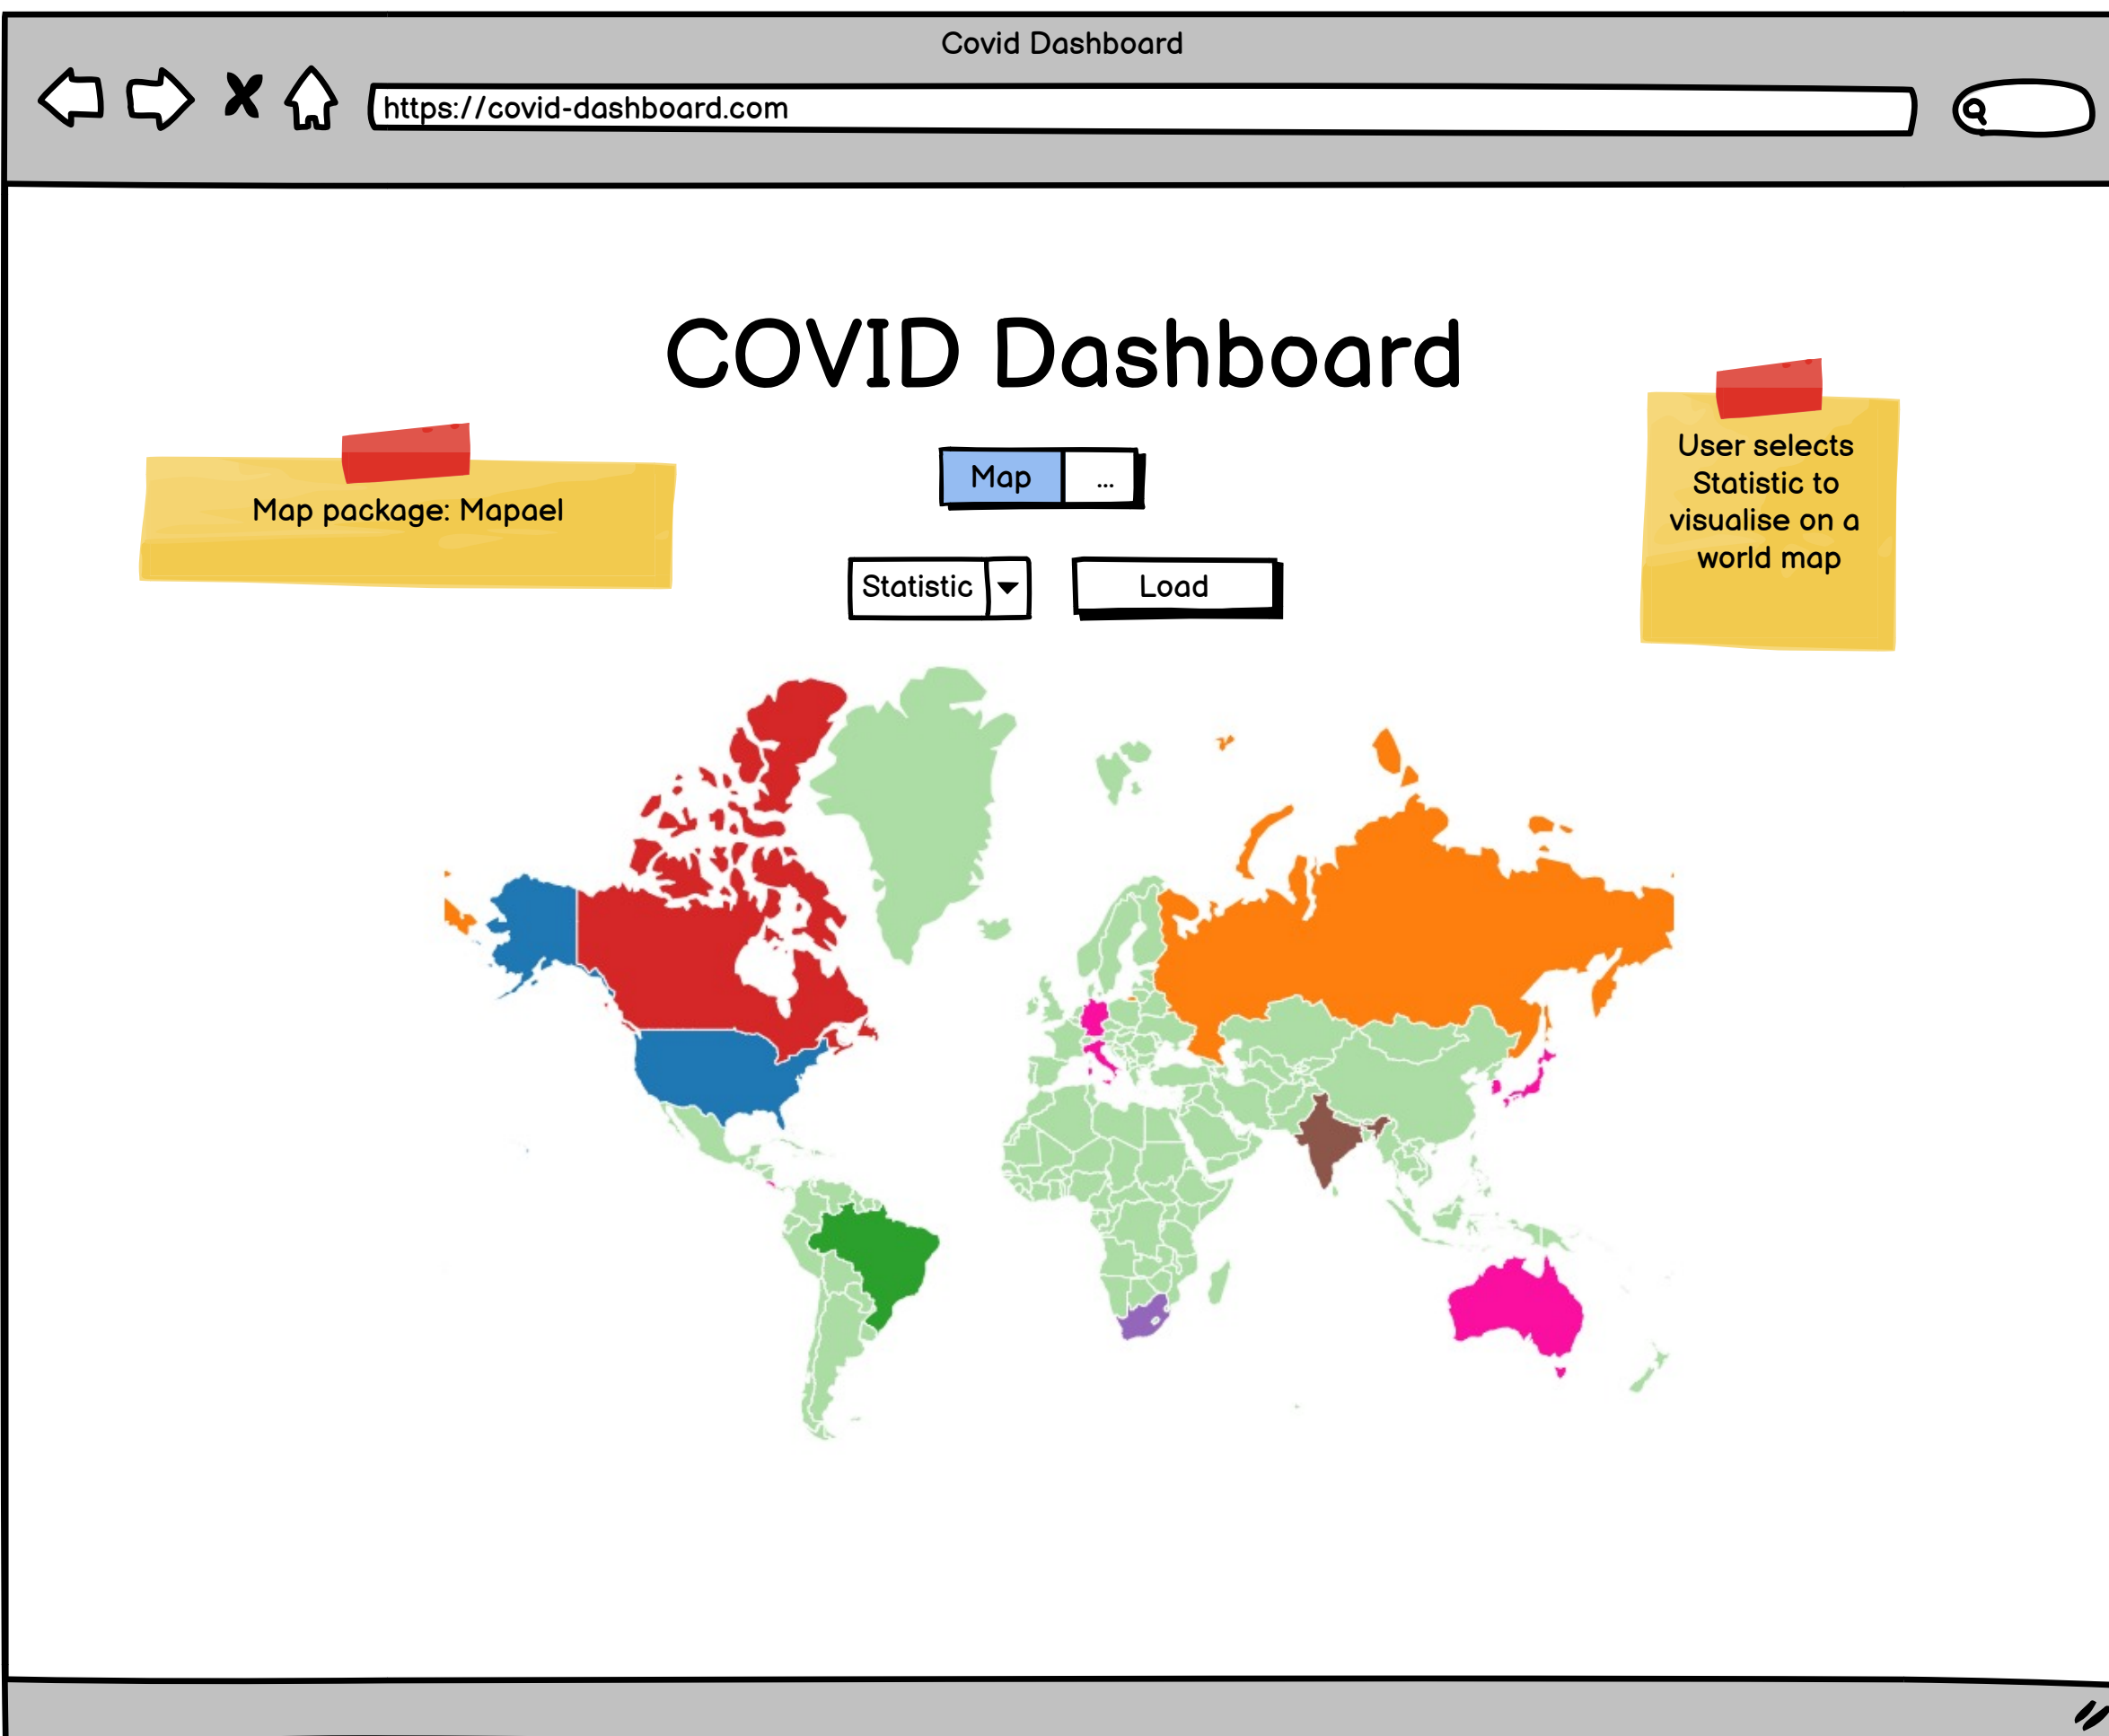 Covid Dashboard
https://covid-dashboard.com
COVID Dashboard
Map package: Mapael
Map
...
User selects
Statistic to
visualise on a
world map
Statistic
Load